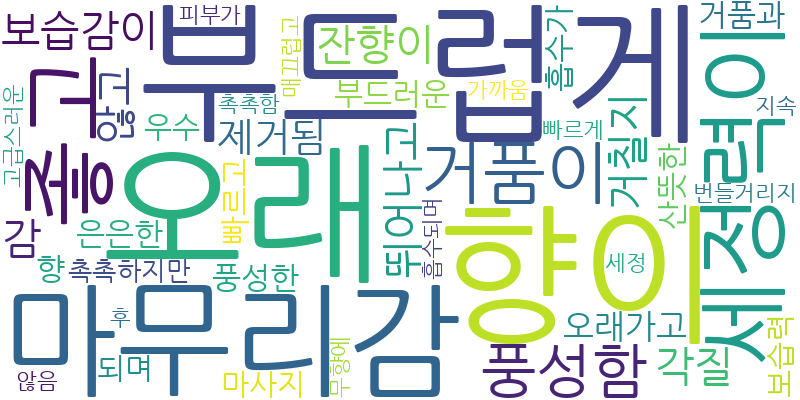 보습감이
피부가
부드럽게
잔향이
매끄럽고
흡수가
거품과
좋고
않고
고급스러운
우수
촉촉함
제거됨
부드러운
가까움
빠르게
지속
세정력이
거칠지
산뜻한
번들거리지
거품이
뛰어나고
흡수되며
오래
향이
빠르고
은은한
감
향
촉촉하지만
풍성한
세정
마무리감
후
되며
않음
마사지
무향에
풍성함
오래가고
각질
보습력